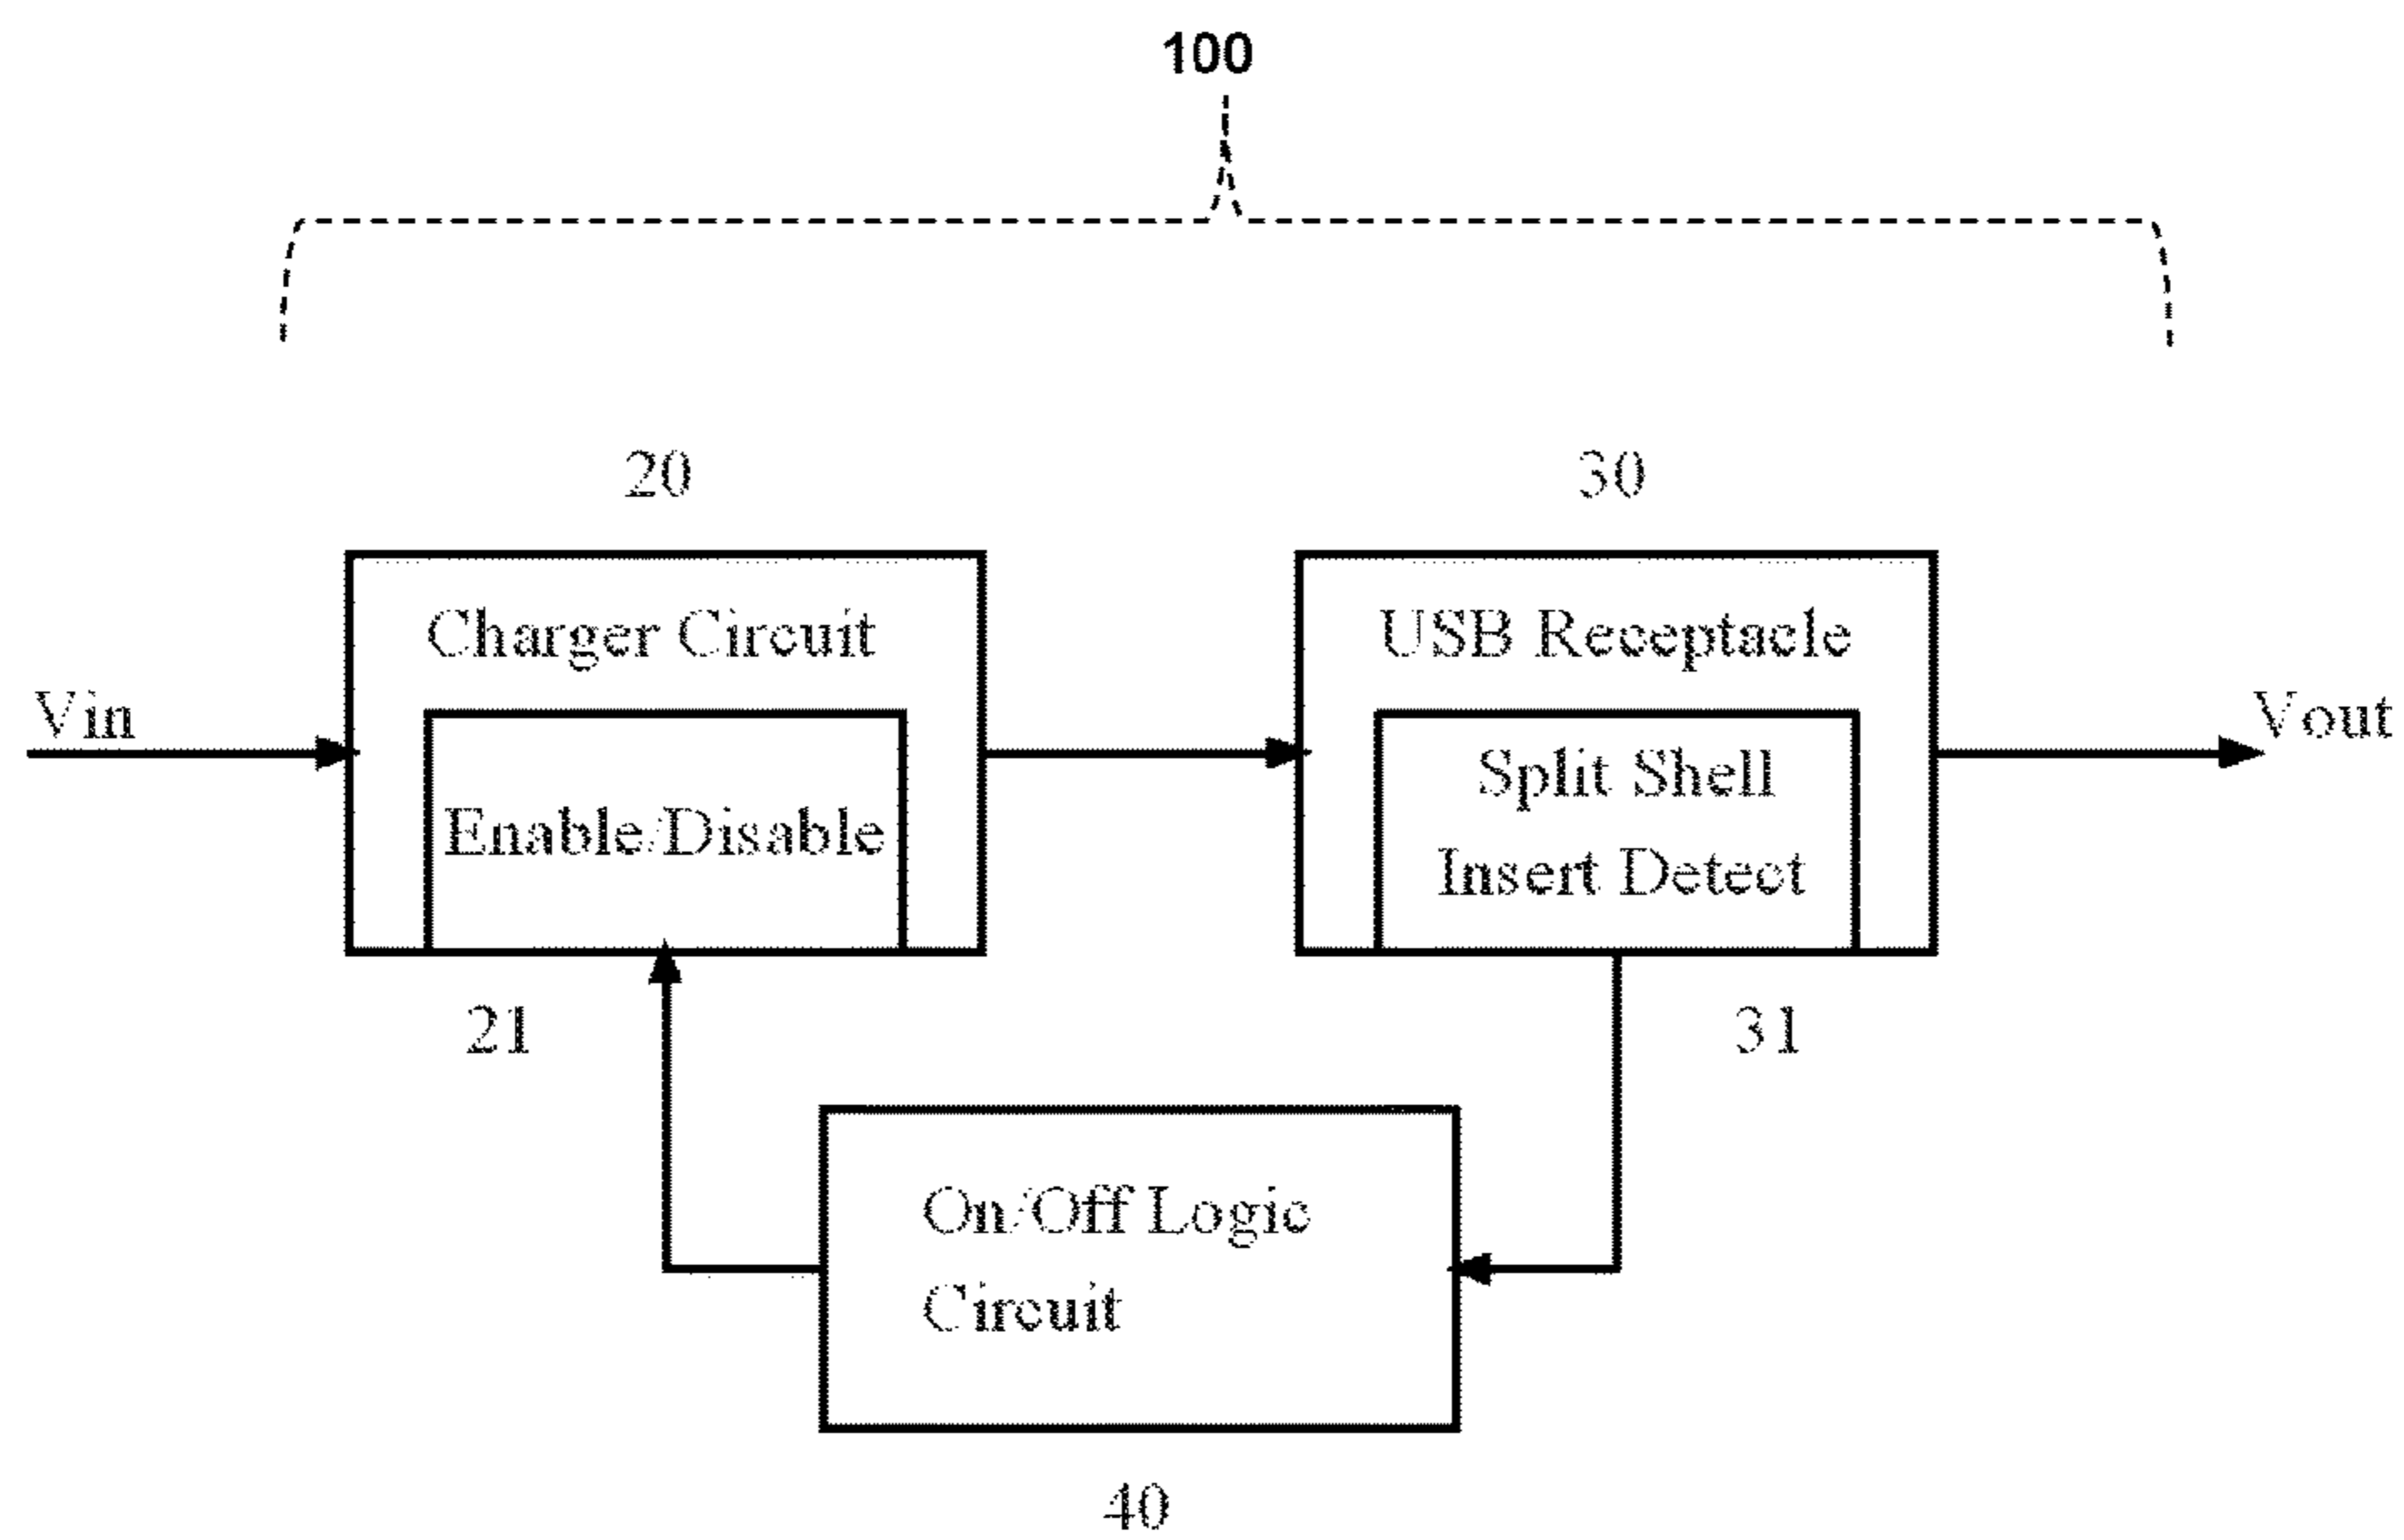 100
20
30
Charger Circuit
USB Receptacle
Vin
Vout
Enable/Disable
Split Shell
Insert Detect
21
31
On/Off Logic
Circuit
40